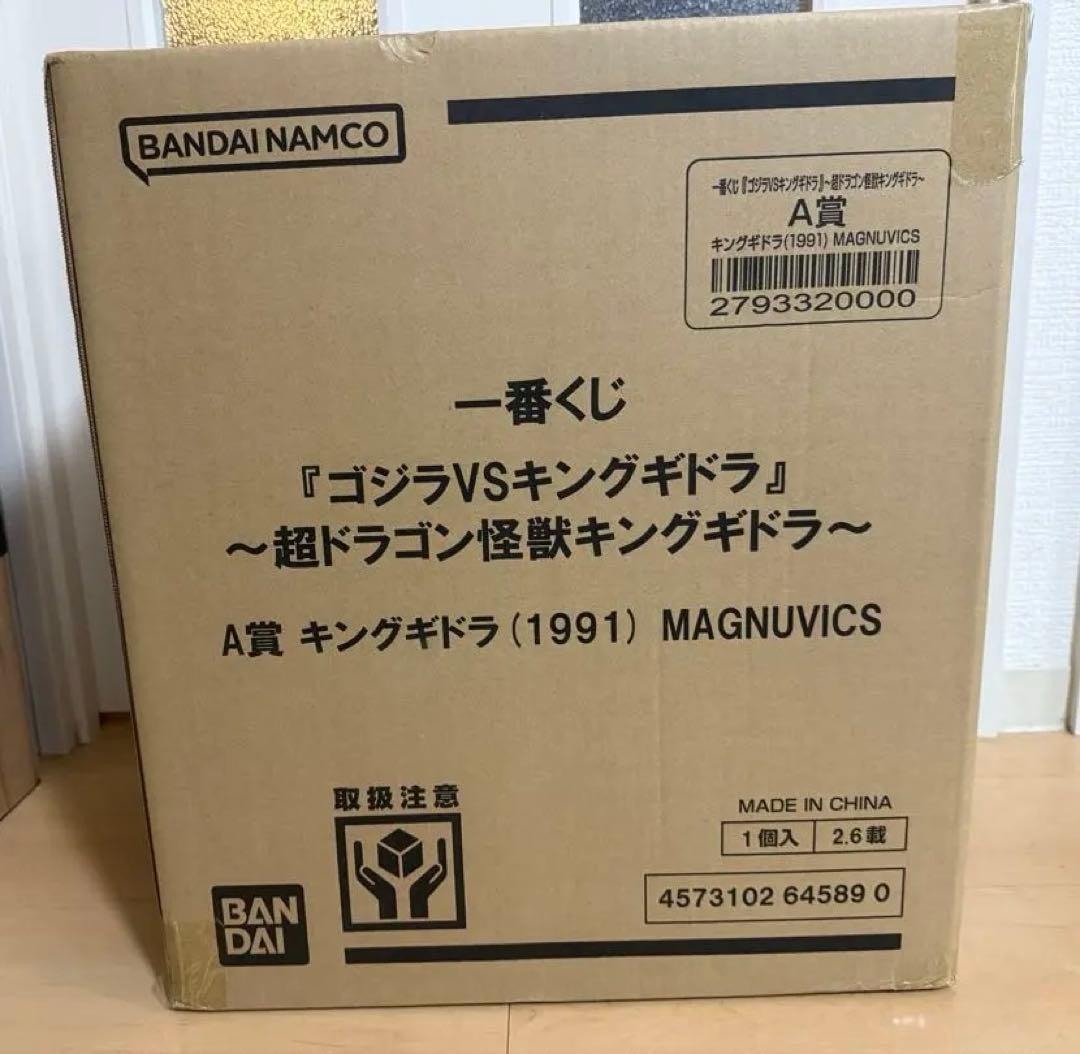 BANDAI NAMCO
一番くじ『ゴジラVSキングギドラ』～超ドラゴン怪獣キングギドラ～
A賞
キングギドラ(1991) MAGNUVICS
2793320000
一番くじ
『ゴジラVSキングギドラ』
～超ドラゴン怪獣キングギドラ～
A賞 キングギドラ(1991) MAGNUVICS
取扱注意
MADE IN CHINA
1個入 2.6載
4573102 64589 0
BAN
DAI